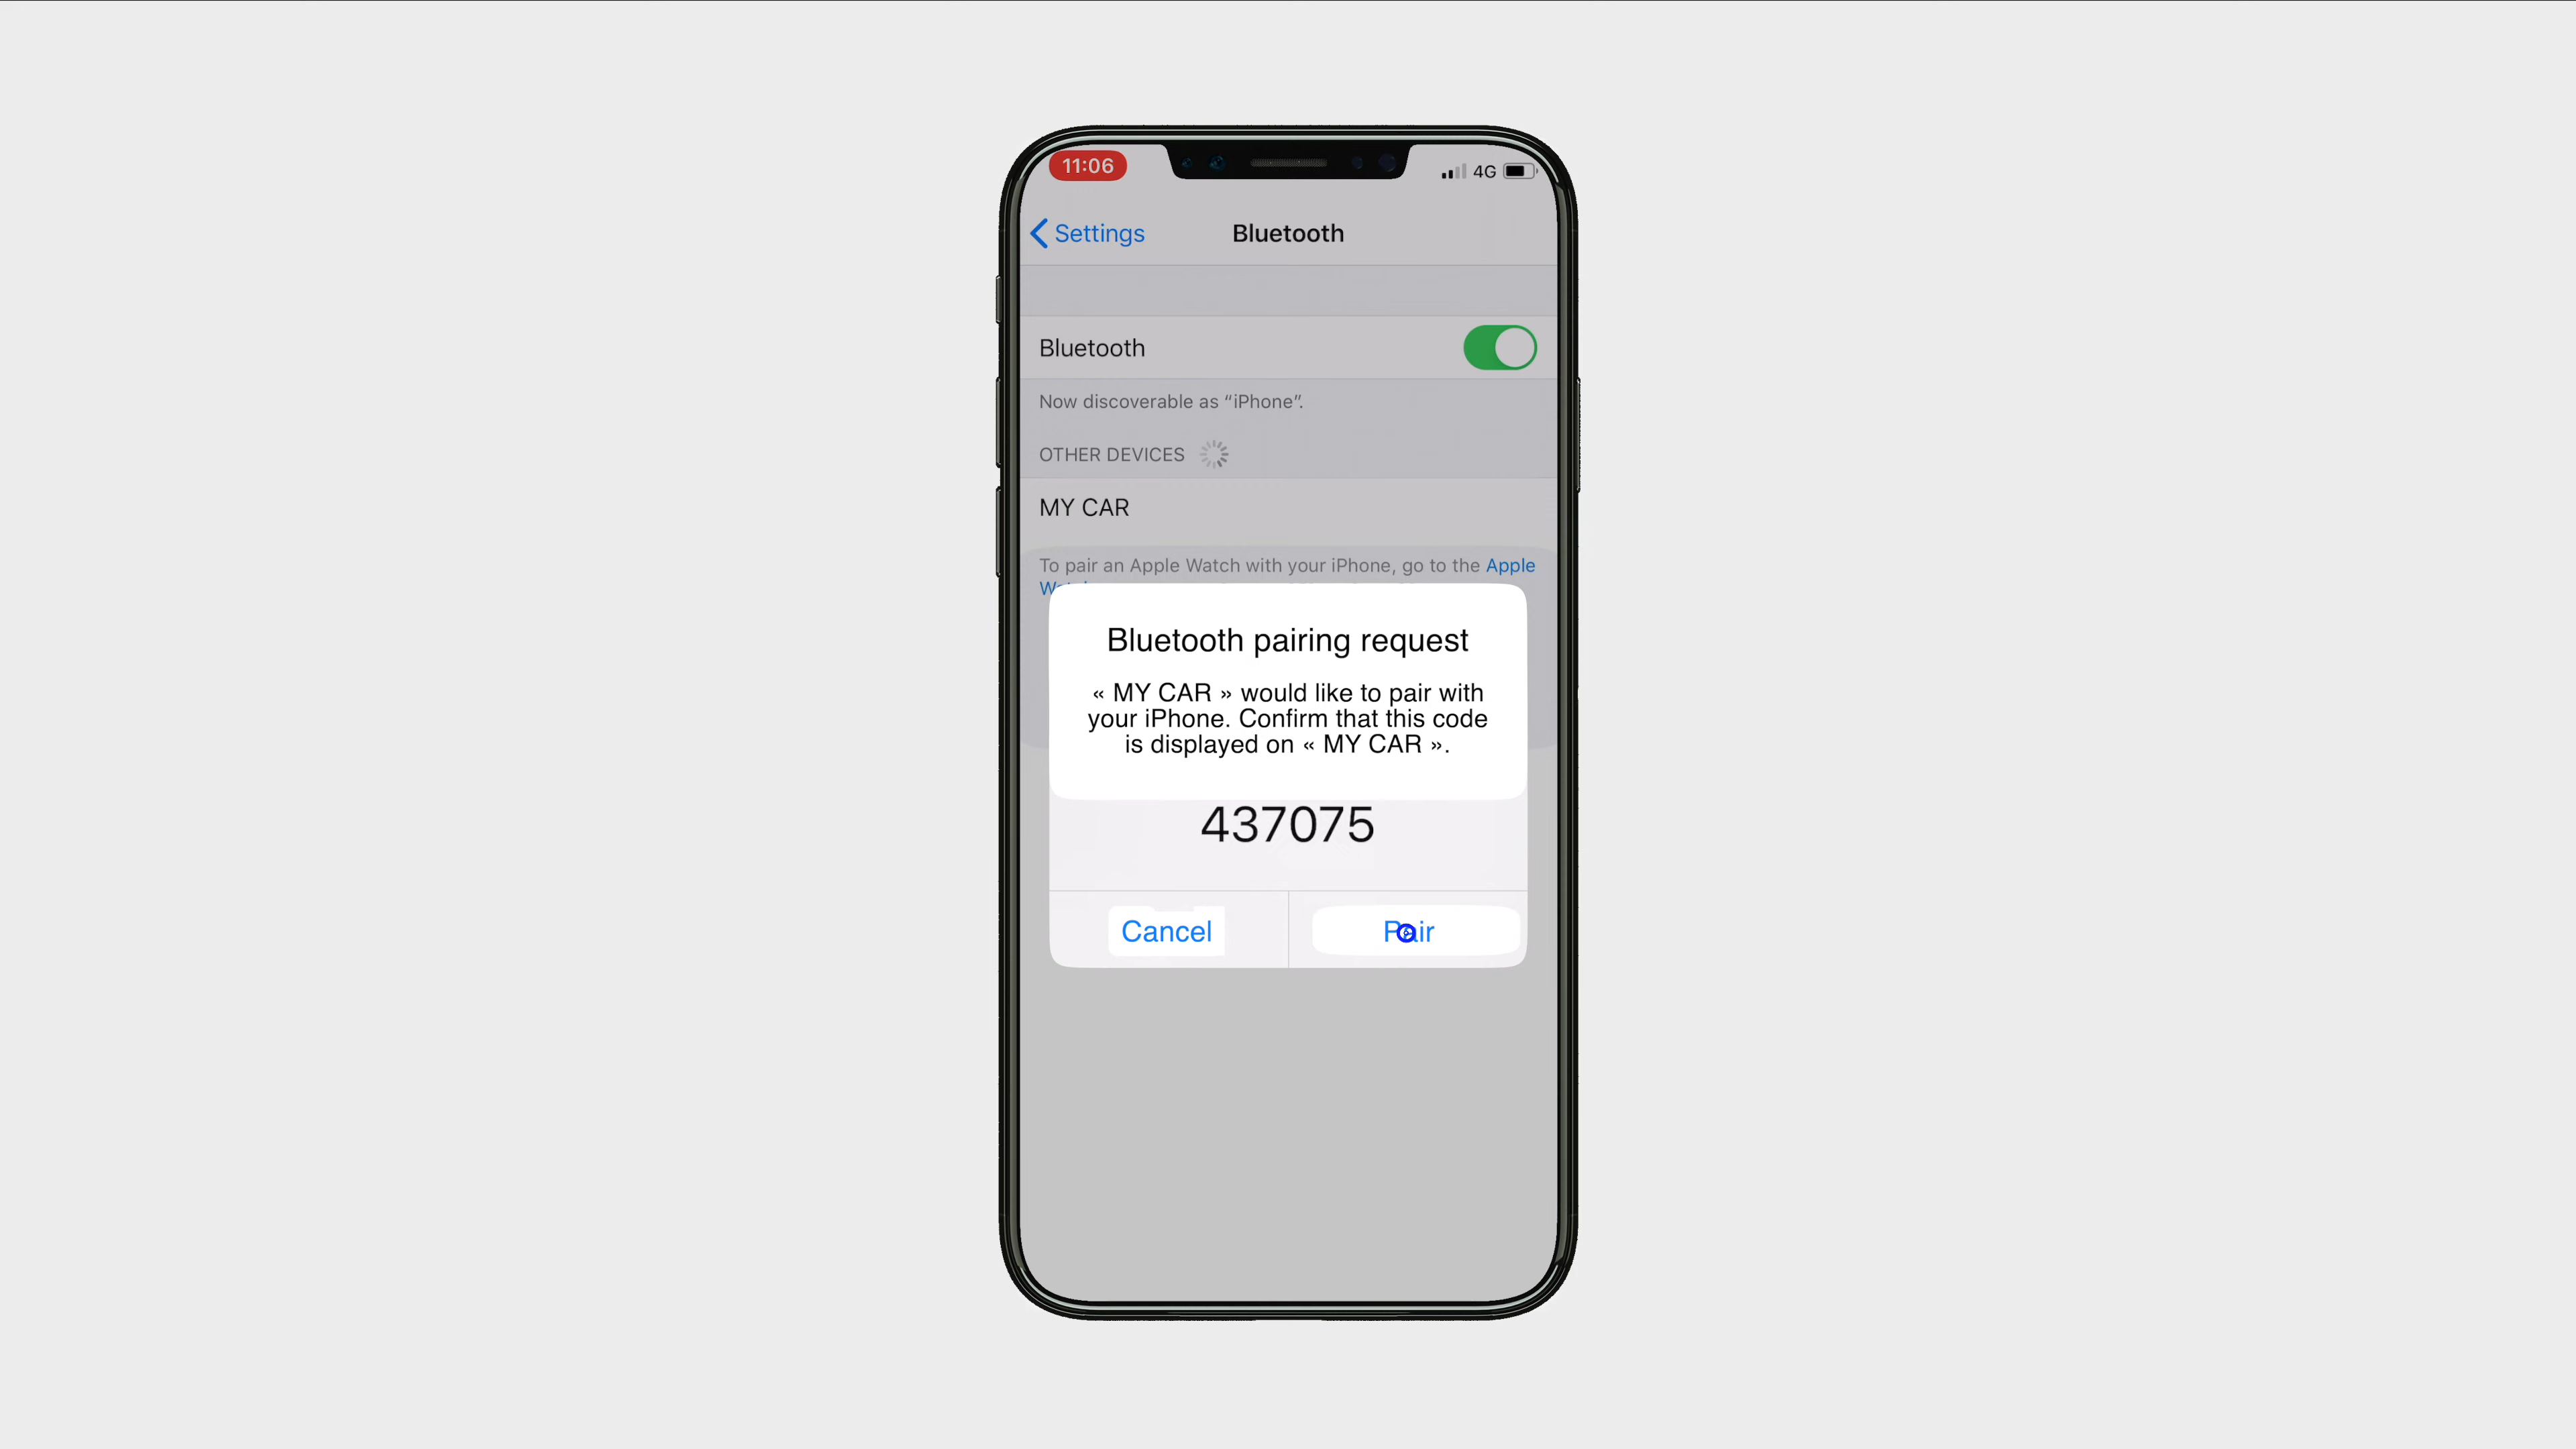 11:06
4G
Settings
Bluetooth
Bluetooth
Now discoverable as “iPhone”.
OTHER DEVICES
MY CAR
To pair an Apple Watch with your iPhone, go to the Apple
Bluetooth pairing request
« MY CAR » would like to pair with
your iPhone. Confirm that this code
is displayed on « MY CAR ».
437075
Cancel
Pair